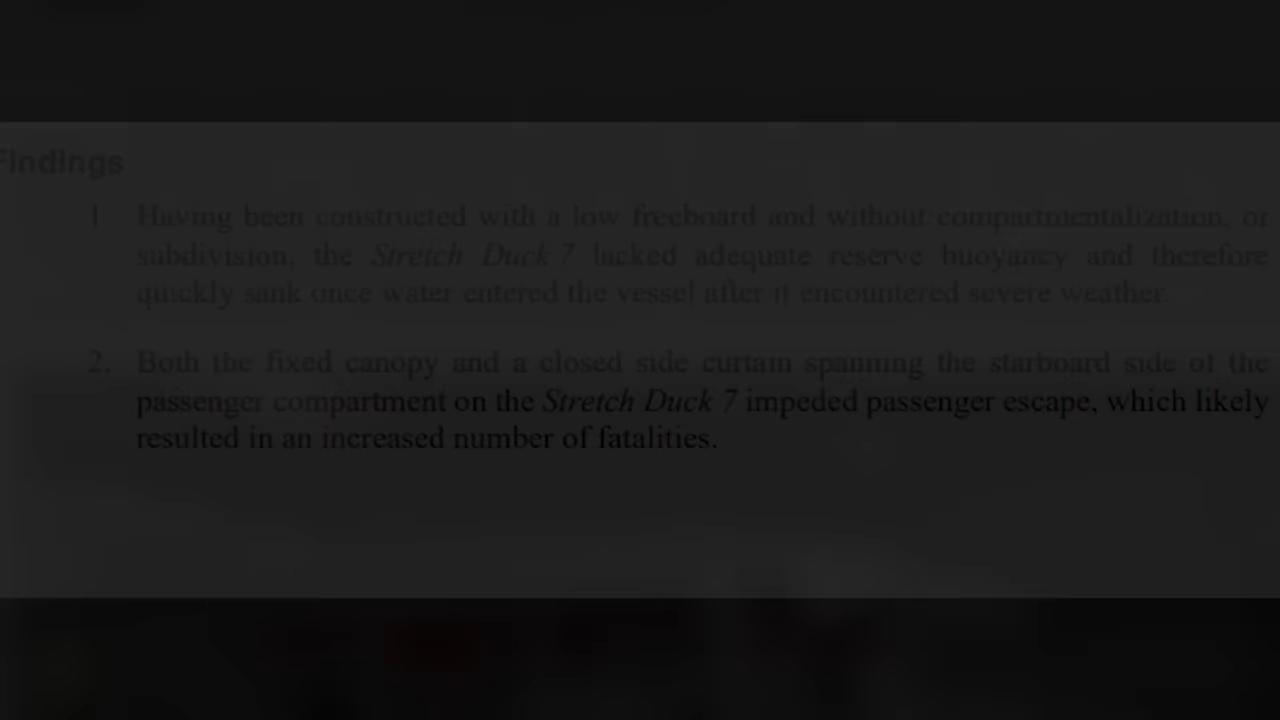 Findings
1 Having been constructed with a low freeboard and without compartmentalization, or
subdivision, the Stretch Duck 7 lacked adequate reserve buoyancy and therefore
quickly sank once water entered the vessel after it encountered severe weather.
2. Both the fixed canopy and a closed side curtain spanning the starboard side of the
passenger compartment on the Stretch Duck 7 impeded passenger escape, which likely
resulted in an increased number of fatalities.